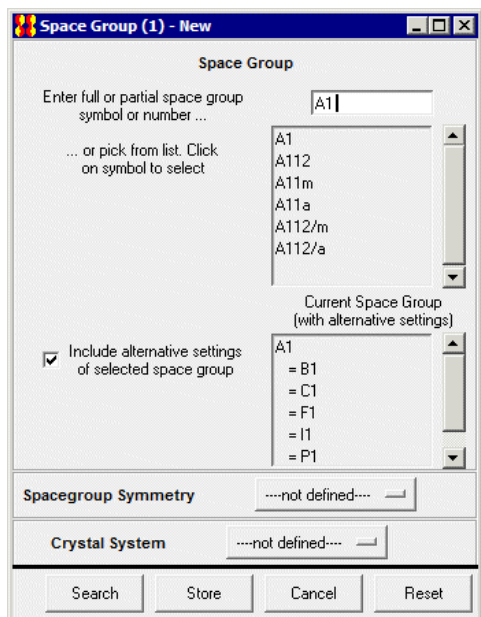 Space Group (1) - New
Space Group
Enter full or partial space group
symbol or number ...
A1
... or pick from list. Click
on symbol to select
A1
A112
A11m
A11a
A112/m
A112/a
Current Space Group
(with alternative settings)
Include alternative settings
of selected space group
A1
= B1
= C1
= F1
= I1
= P1
Spacegroup Symmetry
----not defined----
Crystal System
----not defined----
Search
Store
Cancel
Reset